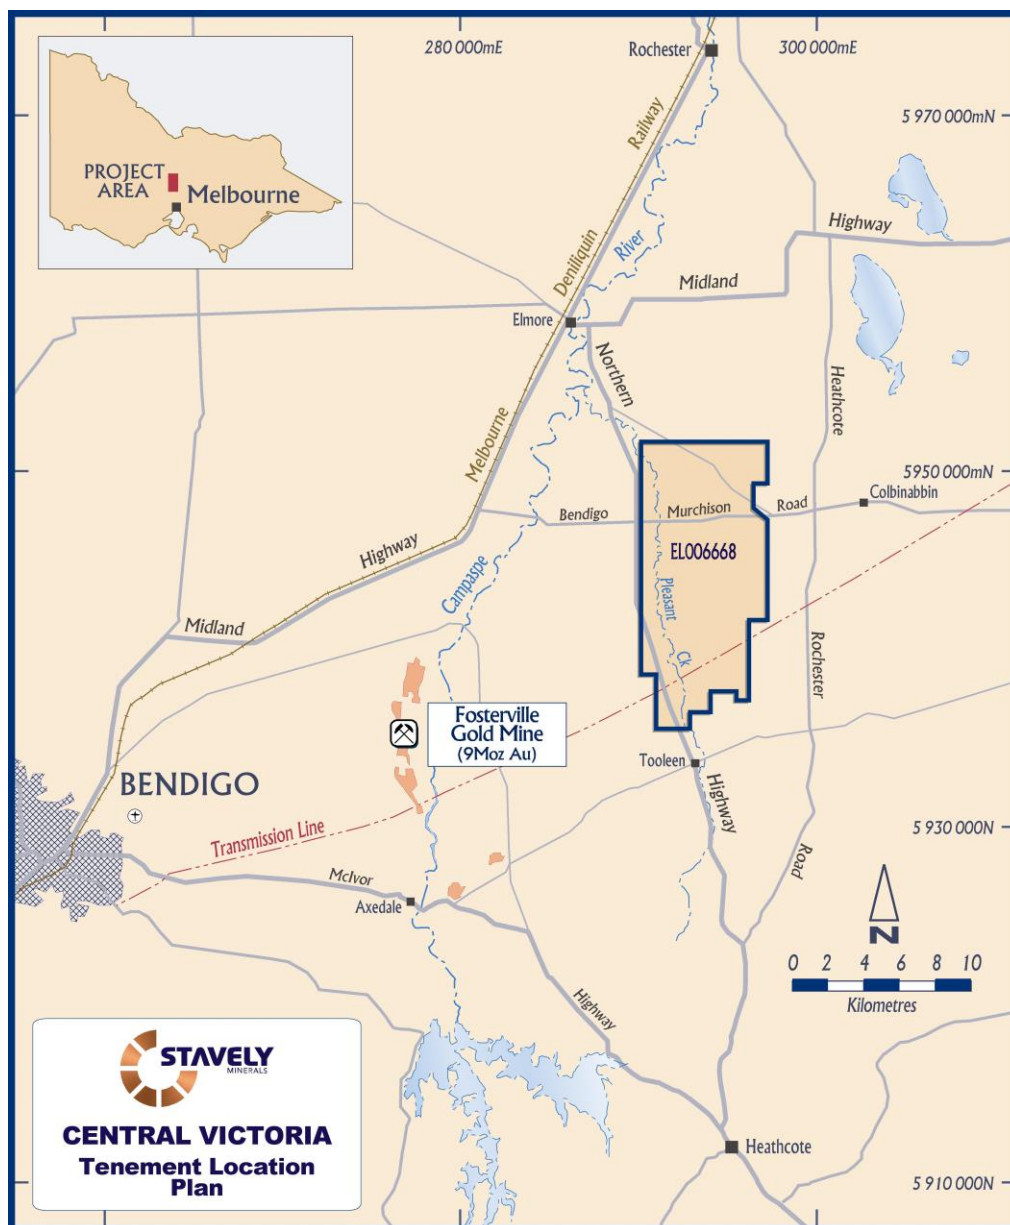 280 000mE
300 000mE
Rochester
5 970 000mN
PROJECT
AREA
Melbourne
Railway
Deniliquin
River
Highway
Midland
Elmore
Northern
Heathcote
Melbourne
5950 000mN
Colbinabbin
Bendigo
Murchison
Road
EL006668
Highway
Campaspe
Pleasant
Ck
Midland
Rochester
Fosterville
Gold Mine
(9Moz Au)
Tooleen
BENDIGO
Highway
Transmission Line
5 930 000N
Road
McIvor
Axedale
N
0 2 4 6 8 10
Kilometres
Highway
STAVELY
MINERALS
CENTRAL VICTORIA
Tenement Location
Plan
Heathcote
5 910 000N